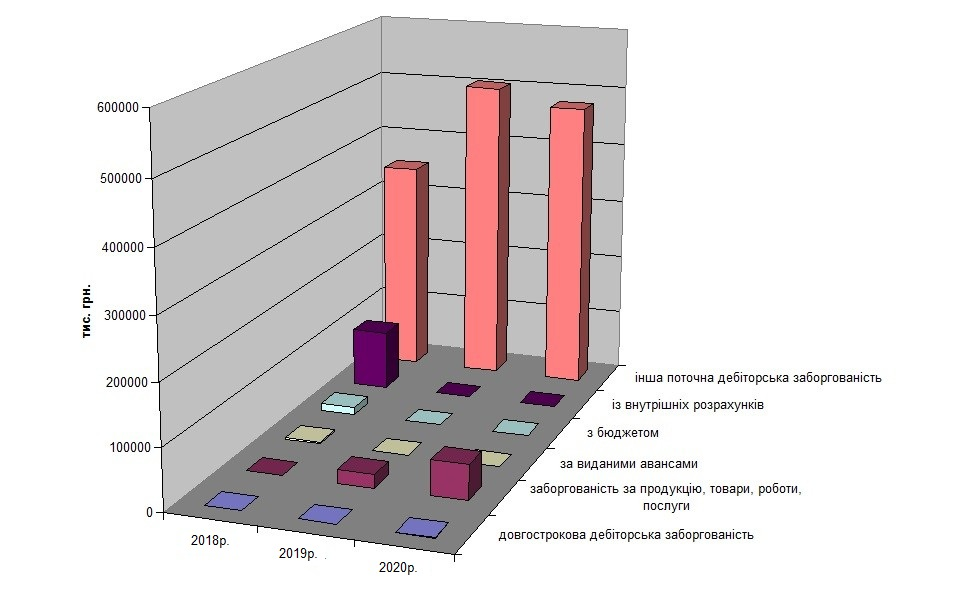 600000
500000
400000
300000
200000
100000
0
тис. грн.
2018р.
2019р.
2020р.
інша поточна дебіторська заборгованість
із внутрішніх розрахунків
з бюджетом
за виданими авансами
заборгованість за продукцію, товари, роботи,
послуги
довгострокова дебіторська заборгованість